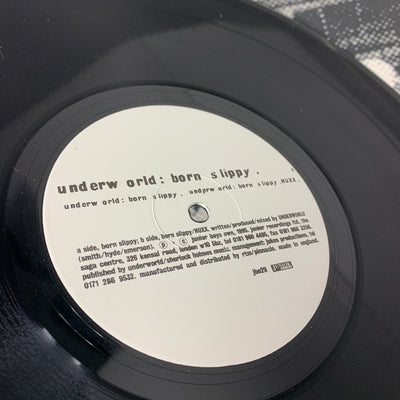 underw orld: born slippy .
underw orld: born slippy . underw orld: born slippy .NUXX.
a side, born slippy; b side, born slippy/NUXX. written/produced/mixed by UNDERWORLD
(smith/hyde/emerson). p. c junior boys own, 1996. junior recordings ltd, the
saga centre, 326 kensal road, london w10 5bz. tel 0181 960 4495, fax 0181 960 3256.
published by underworld/sherlock holmes music. management: jukes productions, tel
0171 286 9532. manufactured and distributed by rtm/pinnacle. made in england.
jbo29